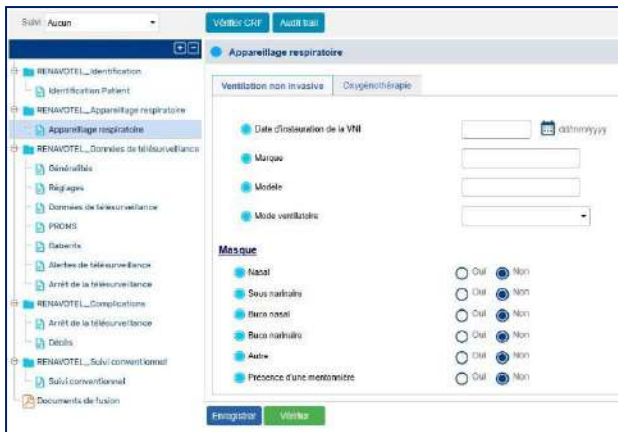 Suivi Aucun
Vérifier CRF Audit trail
RENAVOTEL_Identification
Identification Patient
RENAVOTEL_Appareillage respiratoire
Appareillage respiratoire
RENAVOTEL_Données de télésurveillance
Généralités
Réglages
Données de télésurveillance
PROMS
Gabarits
Alertes de télésurveillance
Arrêt de la télésurveillance
RENAVOTEL_Complications
Arrêt de la télésurveillance
Décès
RENAVOTEL_Suivi conventionnel
Suivi conventionnel
Documents de fusion
Appareillage respiratoire
Ventilation non invasive Oxygénothérapie
Date d'instauration de la VNI dd/mm/yyyy
Marque
Modèle
Mode ventilatoire
Masque
Nasal Oui Non
Sous narinaire Oui Non
Buco nasal Oui Non
Buco narinaire Oui Non
Autre Oui Non
Présence d'une mentonnière Oui Non
Enregistrer Vérifier